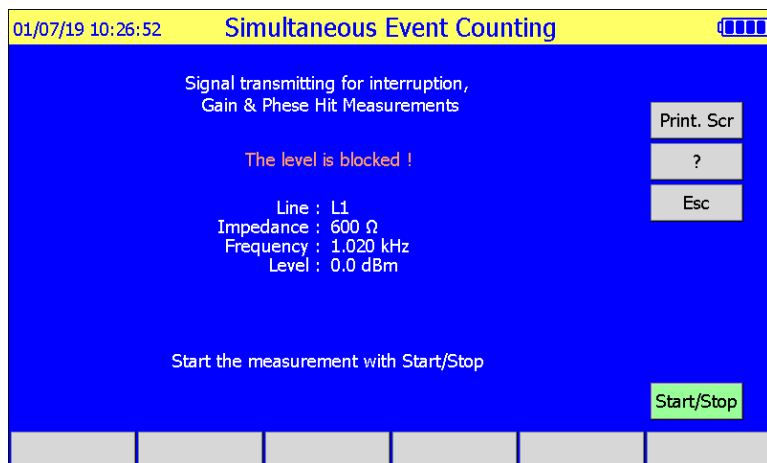 01/07/19 10:26:52 Simultaneous Event Counting
Signal transmitting for interruption,
Gain & Phese Hit Measurements
Print. Scr
The level is blocked !
?
Esc
Line : L1
Impedance : 600 Ω
Frequency : 1.020 kHz
Level : 0.0 dBm
Start the measurement with Start/Stop
Start/Stop